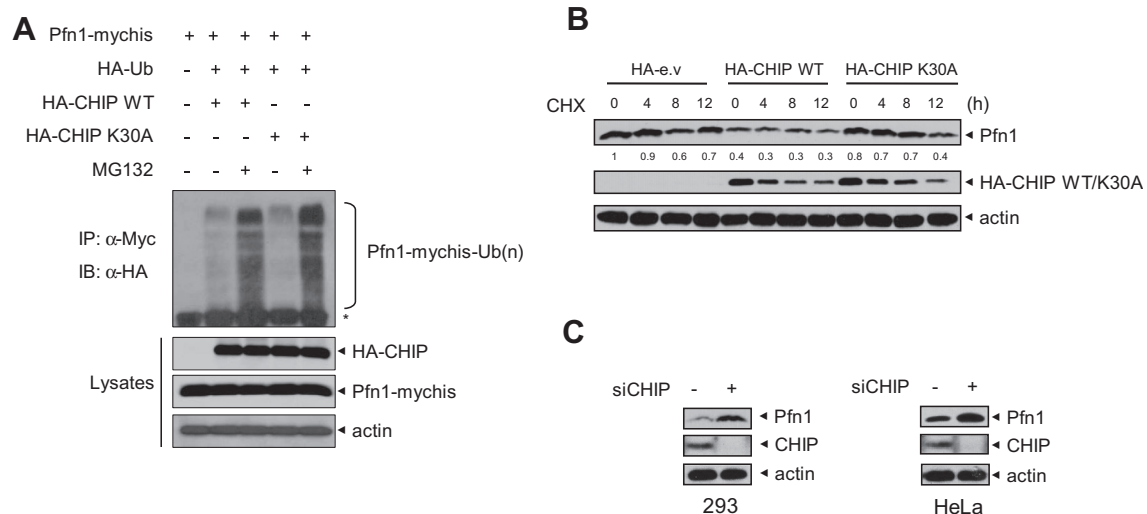 A
Pfn1-mychis + + + + +
HA-Ub - + + + +
HA-CHIP WT - + + - -
HA-CHIP K30A - - - + +
MG132 - - + - +
IP: α-Myc
IB: α-HA
Pfn1-mychis-Ub(n)
*
Lysates
HA-CHIP
Pfn1-mychis
actin
B
HA-e.v HA-CHIP WT HA-CHIP K30A
CHX 0 4 8 12 0 4 8 12 0 4 8 12 (h)
Pfn1
1 0.9 0.6 0.7 0.4 0.3 0.3 0.3 0.8 0.7 0.7 0.4
HA-CHIP WT/K30A
actin
C
siCHIP - +
Pfn1
CHIP
actin
293
siCHIP - +
Pfn1
CHIP
actin
HeLa